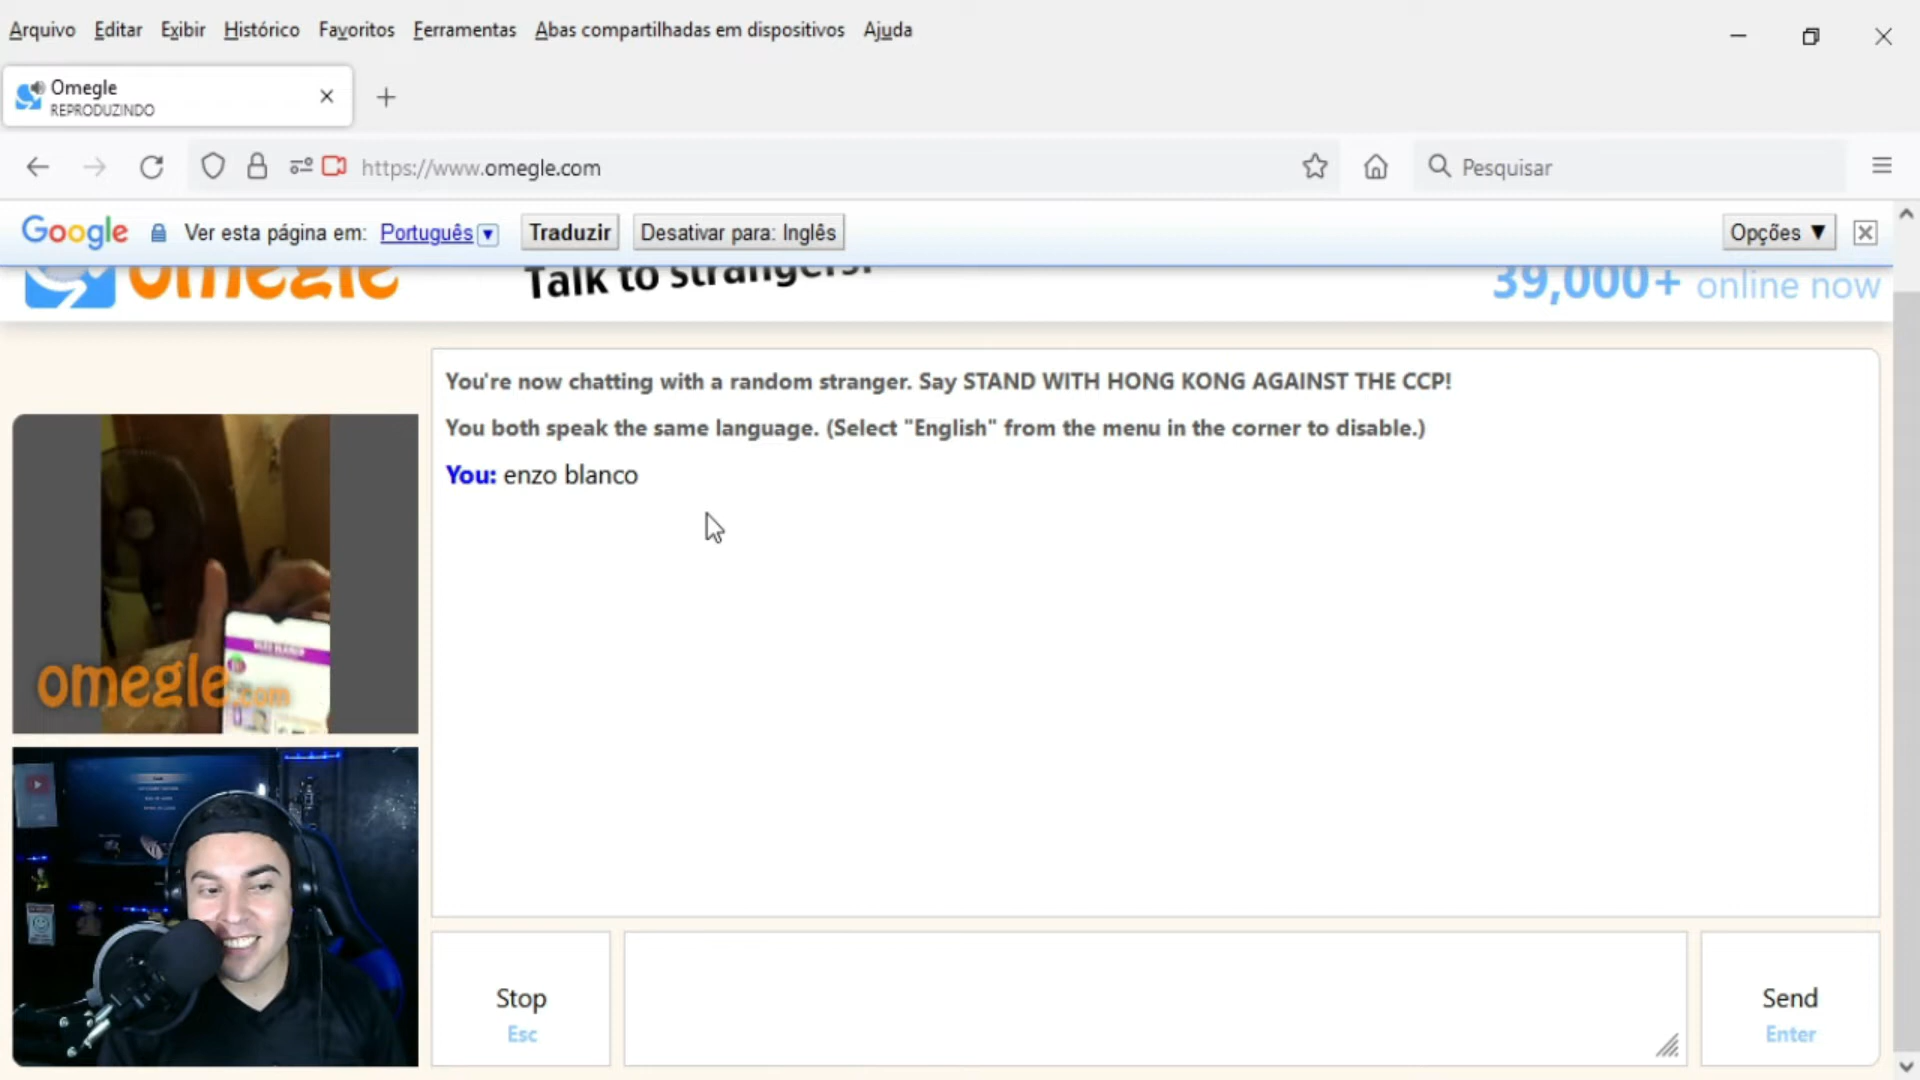 Arquivo Editar Exibir Histórico Favoritos Ferramentas Abas compartilhadas em dispositivos Ajuda
Omegle
REPRODUZINDO
https://www.omegle.com
Pesquisar
Google Ver esta página em: Português Traduzir Desativar para: Inglês Opções ▼
omegle Talk to strangers! 39,000+ online now
You're now chatting with a random stranger. Say STAND WITH HONG KONG AGAINST THE CCP!
You both speak the same language. (Select "English" from the menu in the corner to disable.)
You: enzo blanco
omegle.com
Stop
Esc
Send
Enter